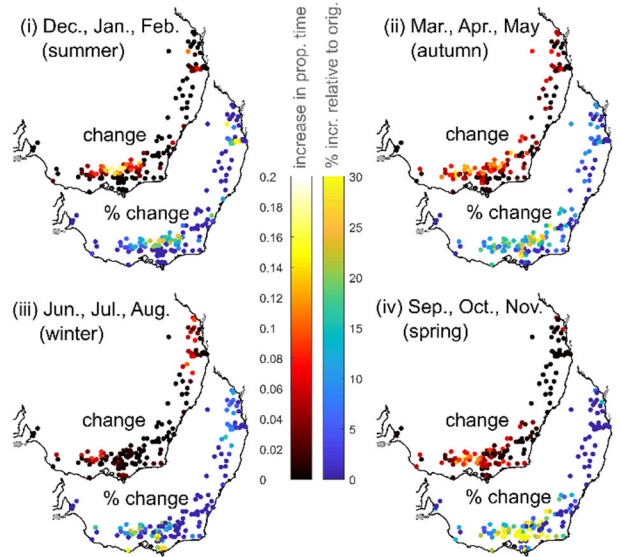 (i) Dec., Jan., Feb.
(summer)
change
% change
(ii) Mar., Apr., May
(autumn)
change
% change
increase in prop. time
% incr. relative to orig.
0.2
0.18
0.16
0.14
0.12
0.1
0.08
0.06
0.04
0.02
0
30
25
20
15
10
5
0
(iii) Jun., Jul., Aug.
(winter)
change
% change
(iv) Sep., Oct., Nov.
(spring)
change
% change